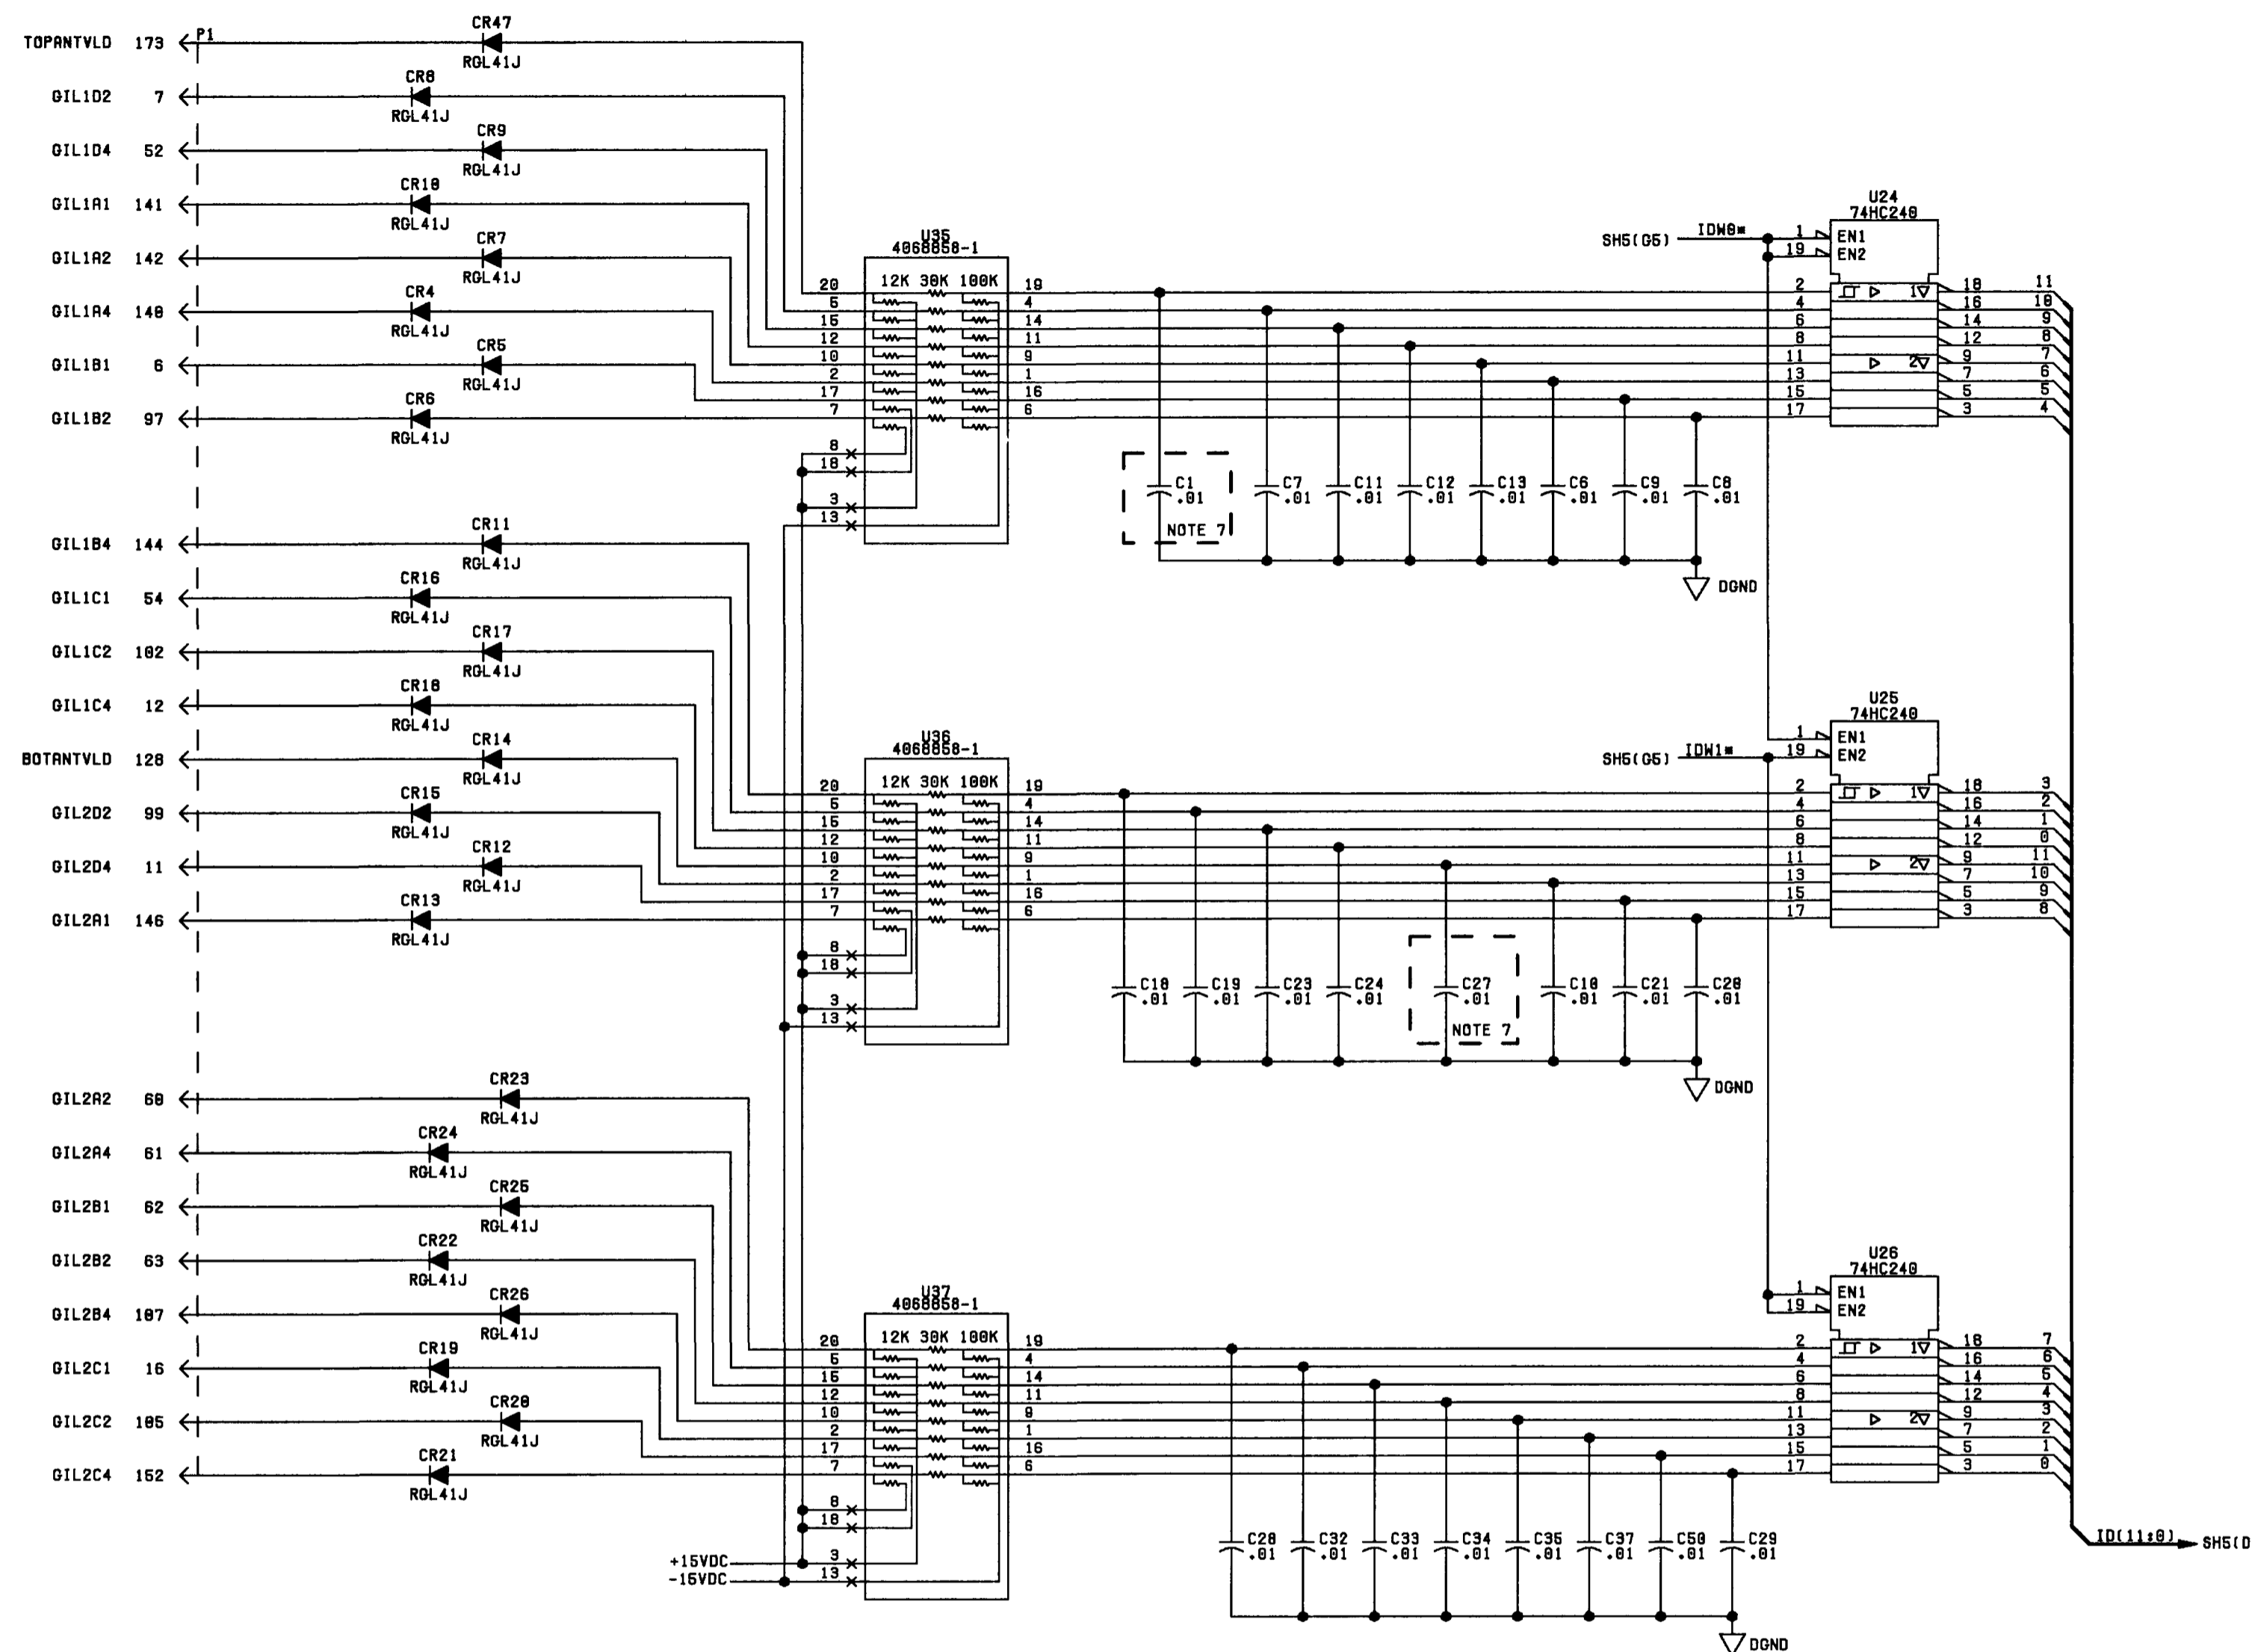 TOPANTVLD 173 P1 CR47 RGL41J
GIL1D2 7 CR8 RGL41J
GIL1D4 52 CR9 RGL41J
GIL1A1 141 CR10 RGL41J
GIL1A2 142 CR7 RGL41J
GIL1A4 140 CR4 RGL41J
GIL1B1 6 CR5 RGL41J
GIL1B2 97 CR6 RGL41J
U35
4068058-1
12K 30K 100K
20 19
5 4
15 14
12 11
10 9
2 1
17 16
7 6
8
18
3
13
C1 .01
NOTE 7
C7 .01
C11 .01
C12 .01
C13 .01
C6 .01
C9 .01
C8 .01
DGND
SH5(G5) IDW0*
U24
74HC240
1 EN1
19 EN2
2 1 18 11
4 16 10
6 14 9
8 12 8
11 2 9 7
13 7 6
15 5 5
17 3 4
GIL1B4 144 CR11 RGL41J
GIL1C1 54 CR16 RGL41J
GIL1C2 102 CR17 RGL41J
GIL1C4 12 CR18 RGL41J
BOTANTVLD 128 CR14 RGL41J
GIL2D2 99 CR15 RGL41J
GIL2D4 11 CR12 RGL41J
GIL2A1 146 CR13 RGL41J
U36
4068058-1
12K 30K 100K
20 19
5 4
15 14
12 11
10 9
2 1
17 16
7 6
8
18
3
13
C18 .01
C19 .01
C23 .01
C24 .01
C27 .01
NOTE 7
C10 .01
C21 .01
C20 .01
DGND
SH5(G5) IDW1*
U25
74HC240
1 EN1
19 EN2
2 1 18 3
4 16 2
6 14 1
8 12 0
11 2 9 11
13 7 10
15 5 9
17 3 8
GIL2A2 60 CR23 RGL41J
GIL2A4 61 CR24 RGL41J
GIL2B1 62 CR25 RGL41J
GIL2B2 63 CR22 RGL41J
GIL2B4 107 CR26 RGL41J
GIL2C1 16 CR19 RGL41J
GIL2C2 105 CR20 RGL41J
GIL2C4 152 CR21 RGL41J
U37
4068058-1
12K 30K 100K
20 19
5 4
15 14
12 11
10 9
2 1
17 16
7 6
8
18
+15VDC 3
-15VDC 13
C28 .01
C32 .01
C33 .01
C34 .01
C35 .01
C37 .01
C50 .01
C29 .01
DGND
U26
74HC240
1 EN1
19 EN2
2 1 18 7
4 16 6
6 14 5
8 12 4
11 2 9 3
13 7 2
15 5 1
17 3 0
ID(11:0) SH5(D